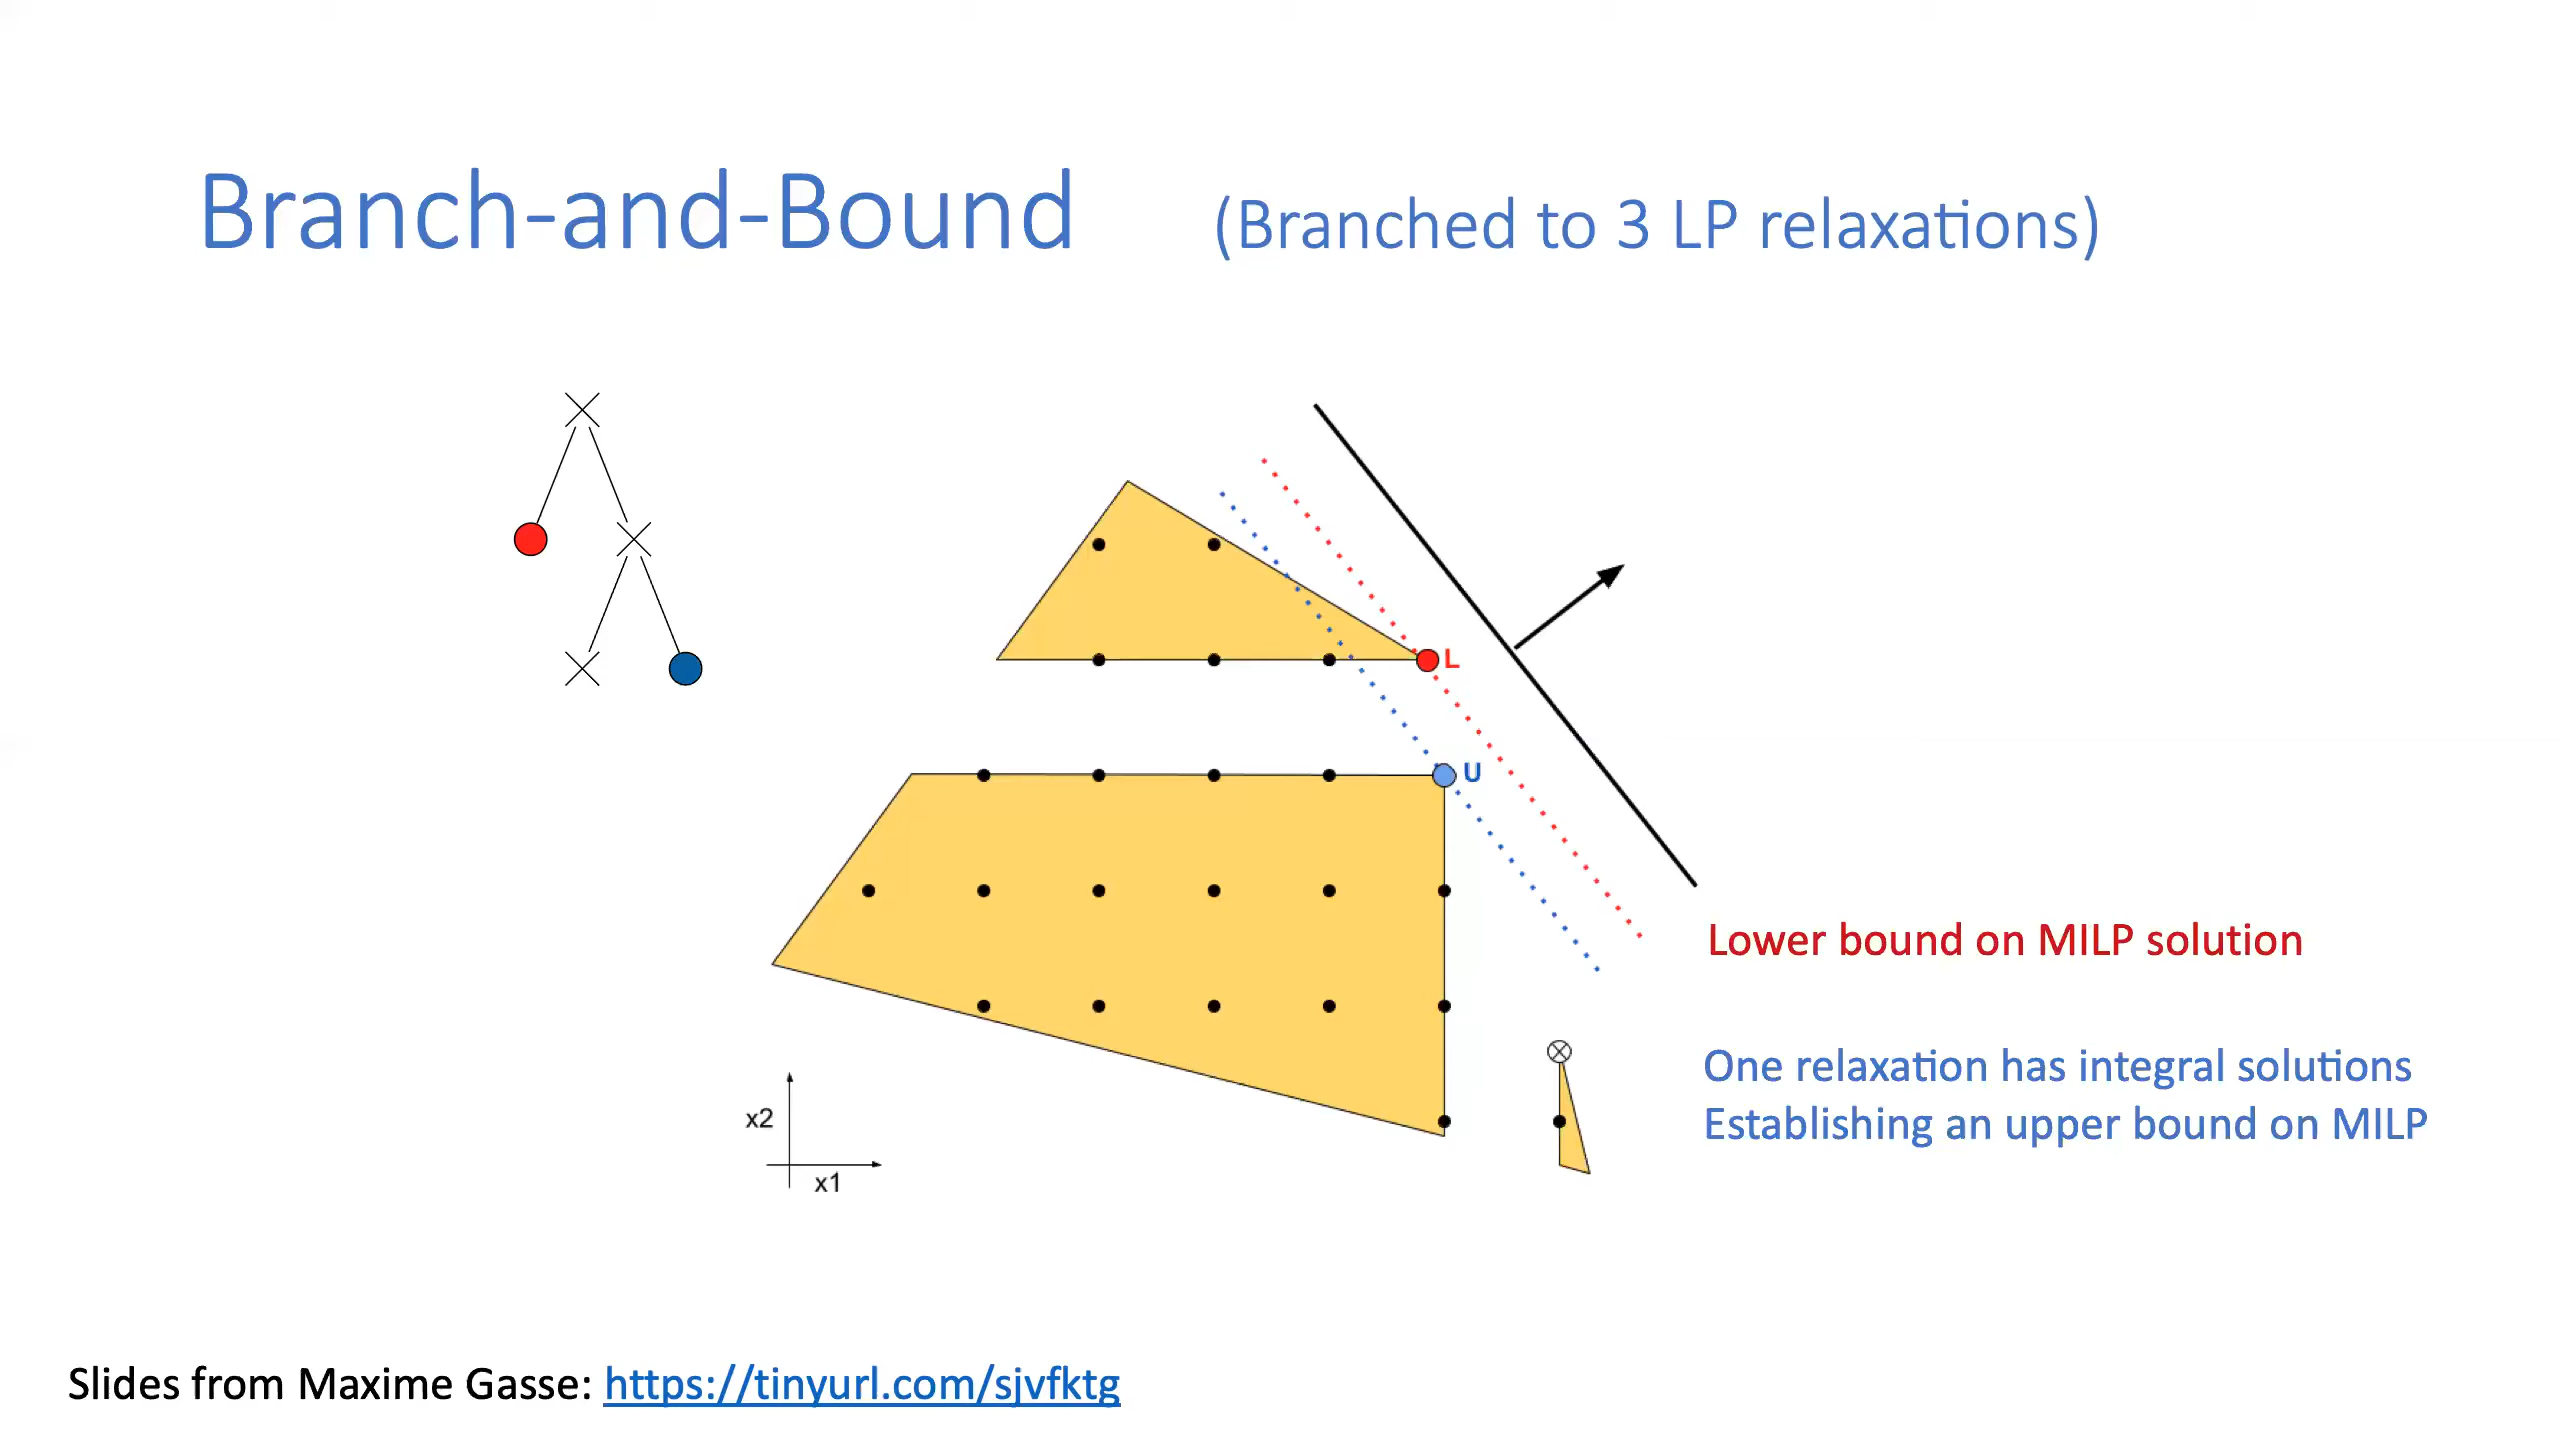 Branch-and-Bound (Branched to 3 LP relaxations)
L
U
Lower bound on MILP solution
One relaxation has integral solutions
Establishing an upper bound on MILP
x2
x1
Slides from Maxime Gasse: https://tinyurl.com/sjvfktg